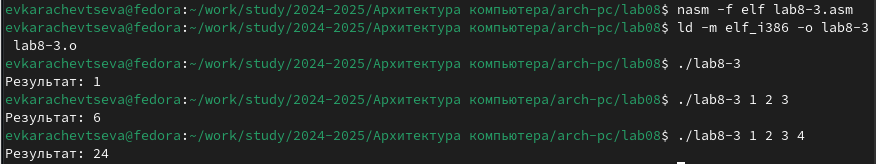 evkarachevtseva@fedora:~/work/study/2024-2025/Архитектура компьютера/arch-pc/lab08$ nasm -f elf lab8-3.asm
evkarachevtseva@fedora:~/work/study/2024-2025/Архитектура компьютера/arch-pc/lab08$ ld -m elf_i386 -o lab8-3
lab8-3.o
evkarachevtseva@fedora:~/work/study/2024-2025/Архитектура компьютера/arch-pc/lab08$ ./lab8-3
Результат: 1
evkarachevtseva@fedora:~/work/study/2024-2025/Архитектура компьютера/arch-pc/lab08$ ./lab8-3 1 2 3
Результат: 6
evkarachevtseva@fedora:~/work/study/2024-2025/Архитектура компьютера/arch-pc/lab08$ ./lab8-3 1 2 3 4
Результат: 24